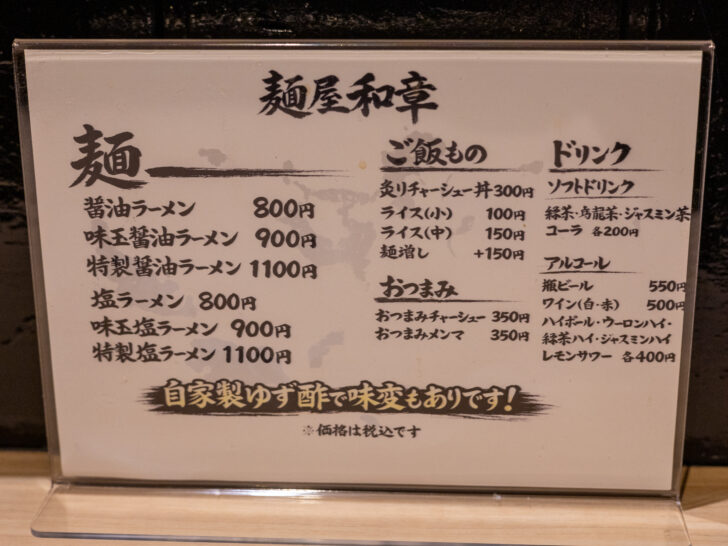 麺屋和章
麺
醤油ラーメン 800円
味玉醤油ラーメン 900円
特製醤油ラーメン 1100円
塩ラーメン 800円
味玉塩ラーメン 900円
特製塩ラーメン 1100円
ご飯もの
炙りチャーシュー丼 300円
ライス(小) 100円
ライス(中) 150円
麺増し +150円
おつまみ
おつまみチャーシュー 350円
おつまみメンマ 350円
ドリンク
ソフトドリンク
緑茶・烏龍茶・ジャスミン茶
コーラ 各200円
アルコール
瓶ビール 550円
ワイン(白・赤) 500円
ハイボール・ウーロンハイ・
緑茶ハイ・ジャスミンハイ
レモンサワー 各400円
自家製ゆず酢で味変もありです!
※価格は税込です